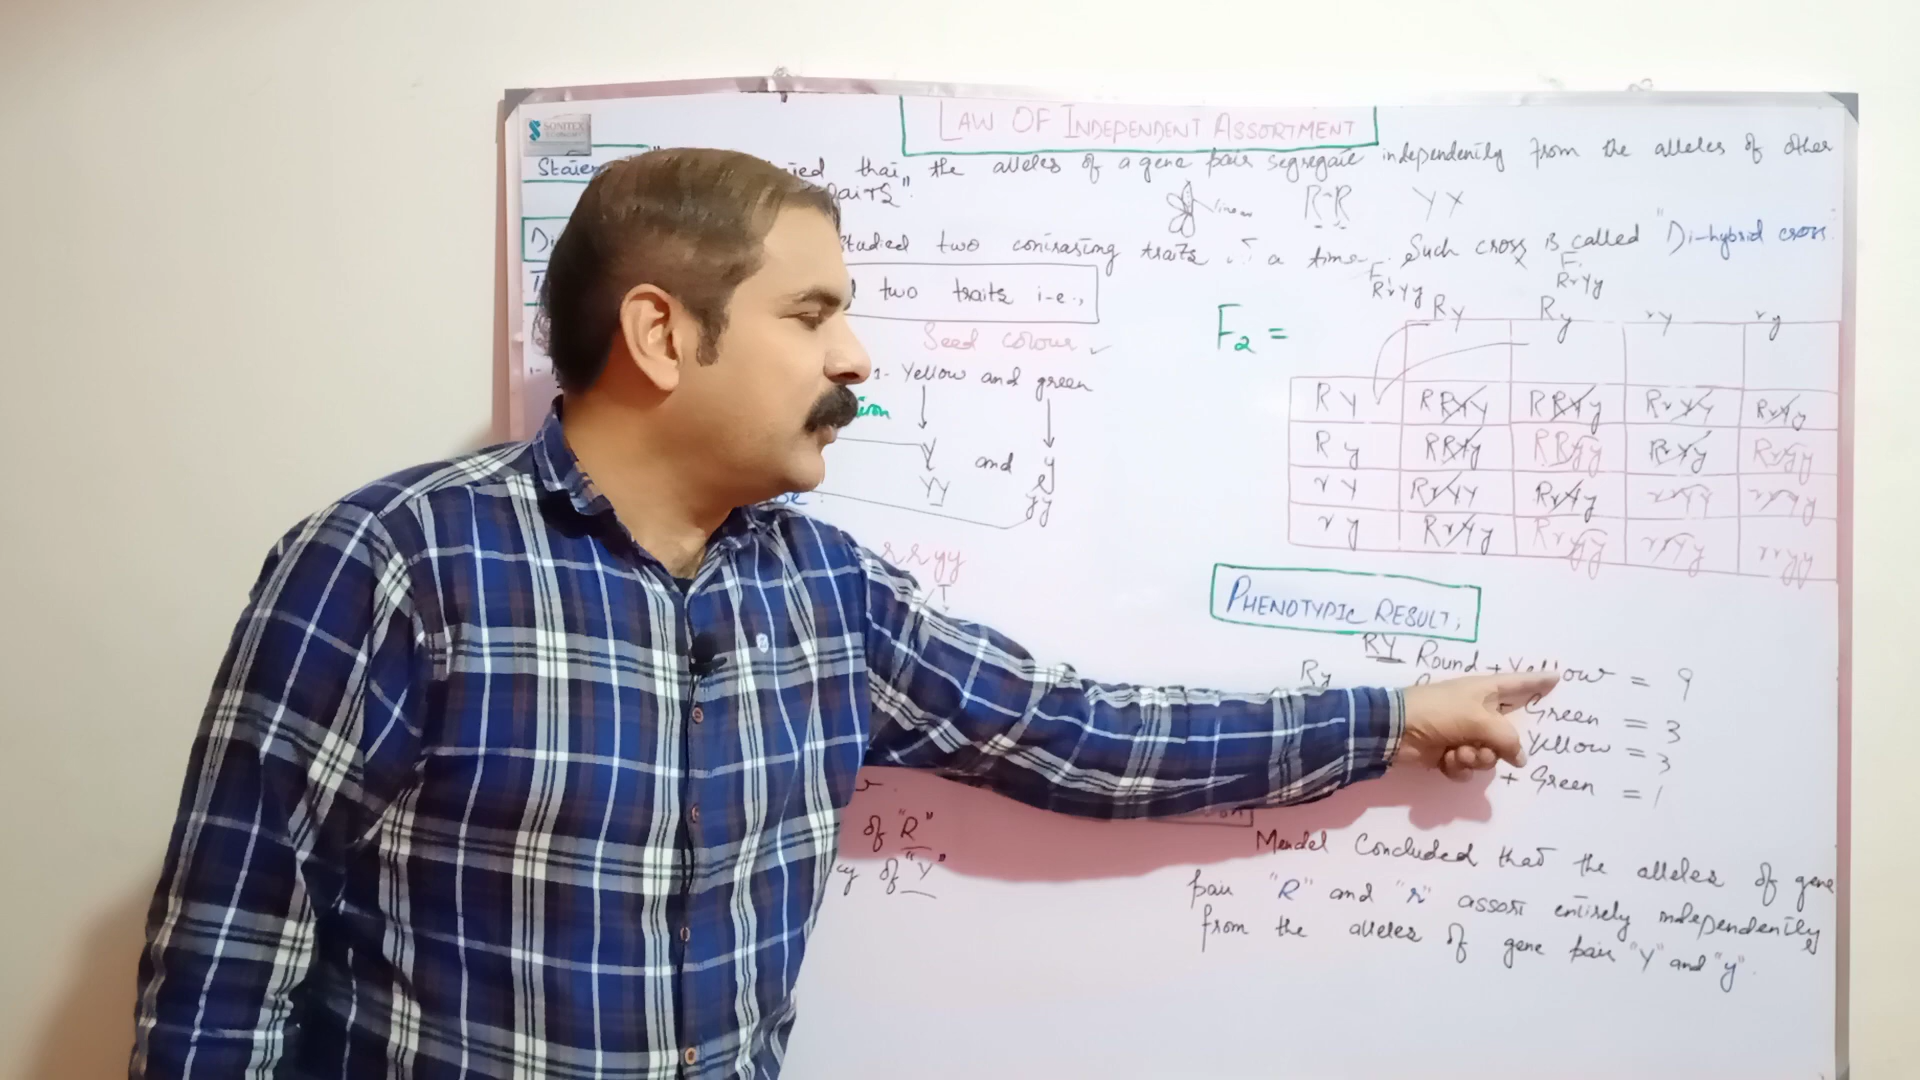 LAW OF INDEPENDENT ASSORTMENT
SONITEX
that the alleles of a gene pair segregate independently from the alleles of other
pairs".
linear R R Y Y
Studied two contrasting traits at a time. Such cross is called "Di-hybrid cross"
two traits i-e.,
F1 RrYy F1 RrYy
Seed colour ✓
1- Yellow and green
Y and y
YY yy
rryy
F2 =
RY Ry rY ry
RY RRYY RRYy RrYY RrYy
Ry RRYy RRyy RrYy Rryy
rY RrYY RrYy rrYY rrYy
ry RrYy Rryy rrYy rryy
PHENOTYPIC RESULT;
RY Round + Yellow = 9
Ry
Green = 3
Yellow = 3
+ Green = 1
of "R"
of "Y"
Mendel Concluded that the alleles of gene
pair "R" and "r" assort entirely independently
from the alleles of gene pair "Y" and "y".